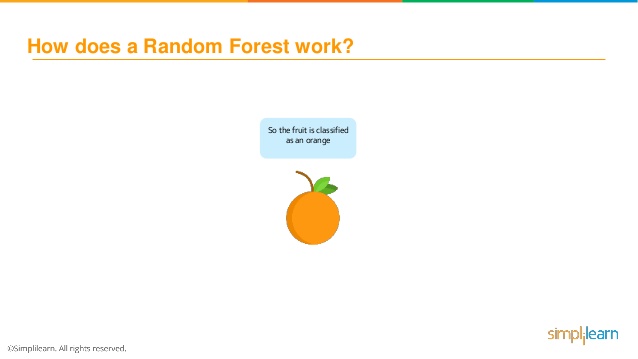 How does a Random Forest work?
So the fruit is classified
as an orange
simplilearn
©Simplilearn. All rights reserved.